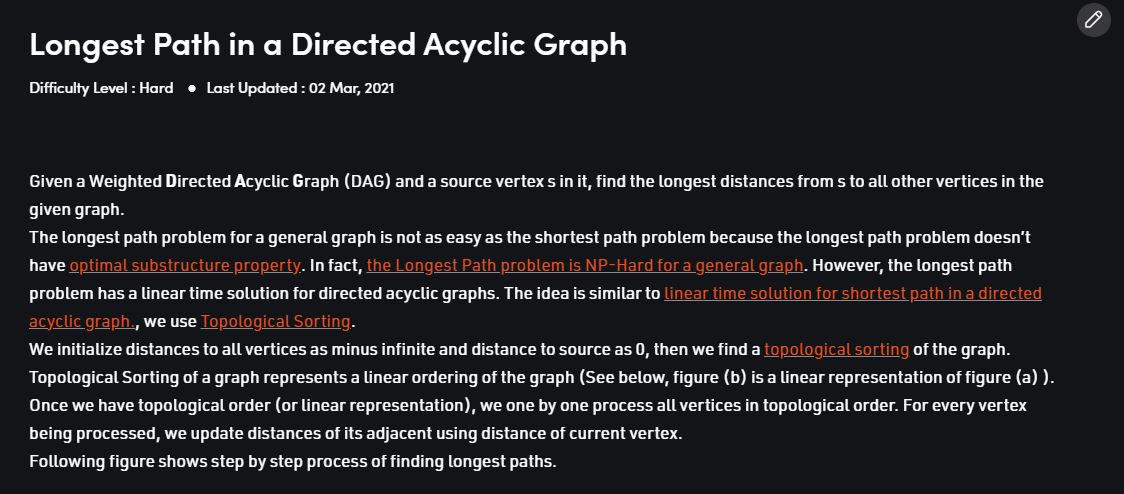 Longest Path in a Directed Acyclic Graph
Difficulty Level : Hard ● Last Updated : 02 Mar, 2021
Given a Weighted Directed Acyclic Graph (DAG) and a source vertex s in it, find the longest distances from s to all other vertices in the
given graph.
The longest path problem for a general graph is not as easy as the shortest path problem because the longest path problem doesn’t
have optimal substructure property. In fact, the Longest Path problem is NP-Hard for a general graph. However, the longest path
problem has a linear time solution for directed acyclic graphs. The idea is similar to linear time solution for shortest path in a directed
acyclic graph., we use Topological Sorting.
We initialize distances to all vertices as minus infinite and distance to source as 0, then we find a topological sorting of the graph.
Topological Sorting of a graph represents a linear ordering of the graph (See below, figure (b) is a linear representation of figure (a) ).
Once we have topological order (or linear representation), we one by one process all vertices in topological order. For every vertex
being processed, we update distances of its adjacent using distance of current vertex.
Following figure shows step by step process of finding longest paths.